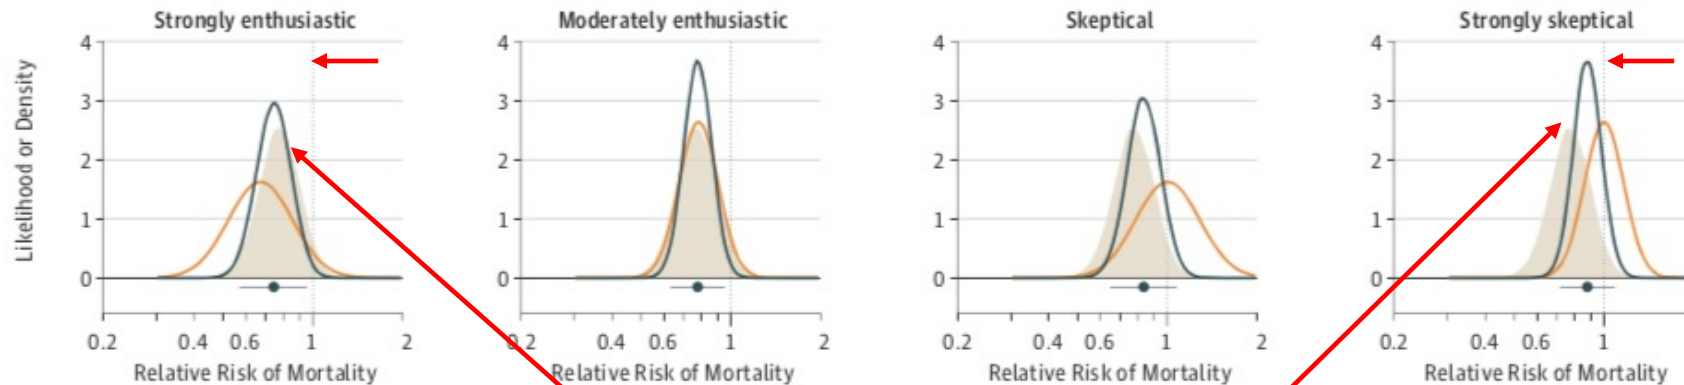 Strongly enthusiastic
Moderately enthusiastic
Skeptical
Strongly skeptical
Likelihood or Density
4
3
2
1
0
0.2 0.4 0.6 1 2
Relative Risk of Mortality
4
3
2
1
0
0.2 0.4 0.6 1 2
Relative Risk of Mortality
4
3
2
1
0
0.2 0.4 0.6 1 2
Relative Risk of Mortality
4
3
2
1
0
0.2 0.4 0.6 1
Relative Risk of Mortality